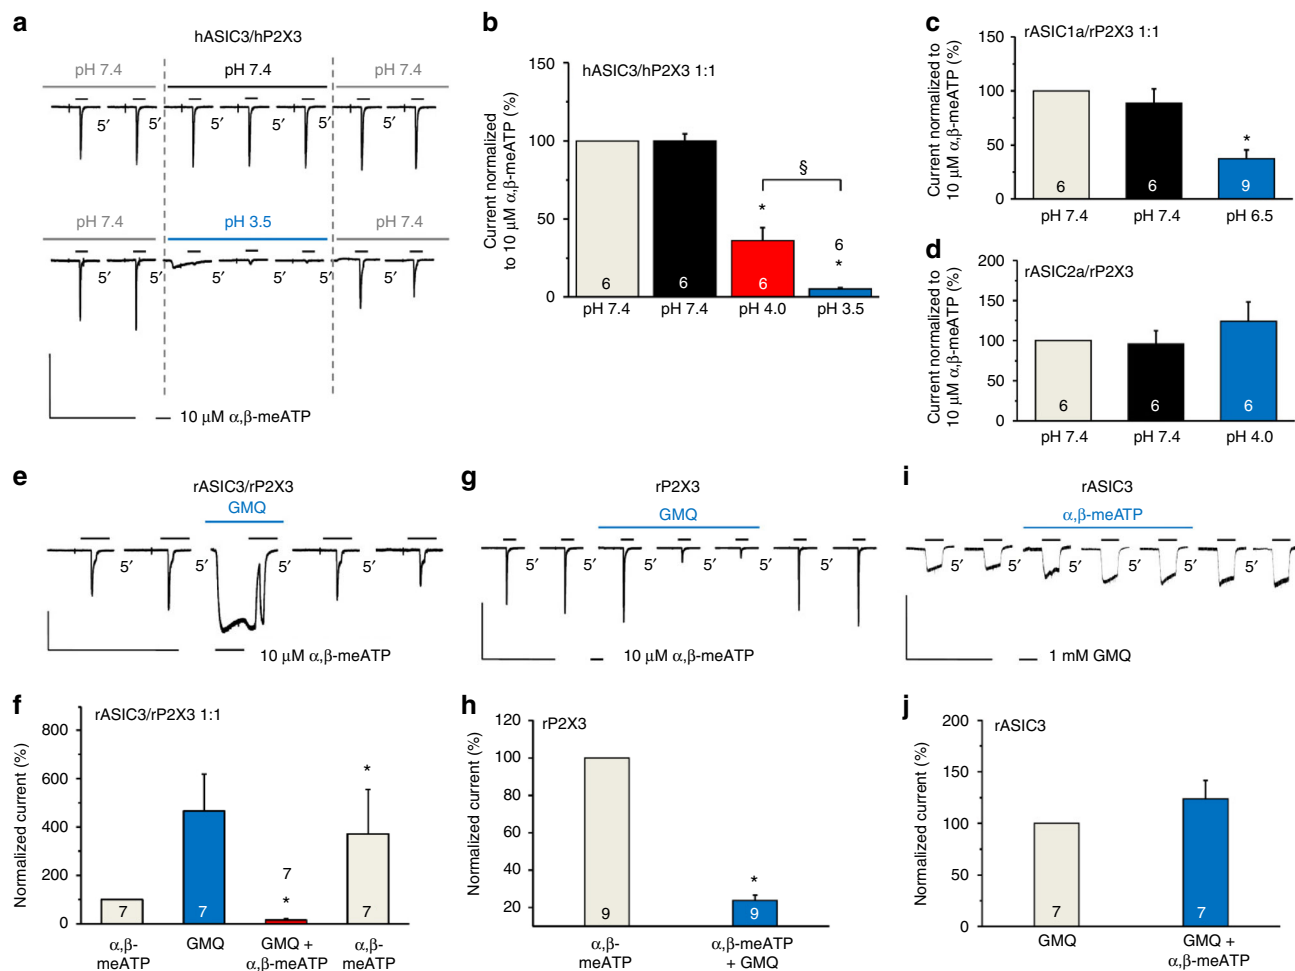 a
hASIC3/hP2X3
pH 7.4
pH 7.4
pH 7.4
5′ 5′ 5′ 5′ 5′ 5′
pH 7.4
pH 3.5
pH 7.4
5′ 5′ 5′ 5′ 5′ 5′
10 μM α,β-meATP
b
hASIC3/hP2X3 1:1
Current normalized
to 10 μM α,β-meATP (%)
150
100
50
0
6
6
6
*
§
6
*
pH 7.4
pH 7.4
pH 4.0
pH 3.5
c
rASIC1a/rP2X3 1:1
Current normalized to
10 μM α,β-meATP (%)
150
100
50
0
6
6
9
*
pH 7.4
pH 7.4
pH 6.5
d
rASIC2a/rP2X3
Current normalized to
10 μM α,β-meATP (%)
200
150
100
50
0
6
6
6
pH 7.4
pH 7.4
pH 4.0
e
rASIC3/rP2X3
GMQ
5′ 5′ 5′ 5′
10 μM α,β-meATP
f
rASIC3/rP2X3 1:1
Normalized current (%)
800
600
400
200
0
7
7
7
*
7
*
α,β-
meATP
GMQ
GMQ +
α,β-meATP
α,β-
meATP
g
rP2X3
GMQ
5′ 5′ 5′ 5′ 5′ 5′
10 μM α,β-meATP
h
rP2X3
Normalized current (%)
120
100
80
60
40
20
9
9
*
α,β-
meATP
α,β-meATP
+ GMQ
i
rASIC3
α,β-meATP
5′ 5′ 5′ 5′ 5′ 5′
1 mM GMQ
j
rASIC3
Normalized current (%)
200
150
100
50
0
7
7
GMQ
GMQ +
α,β-meATP